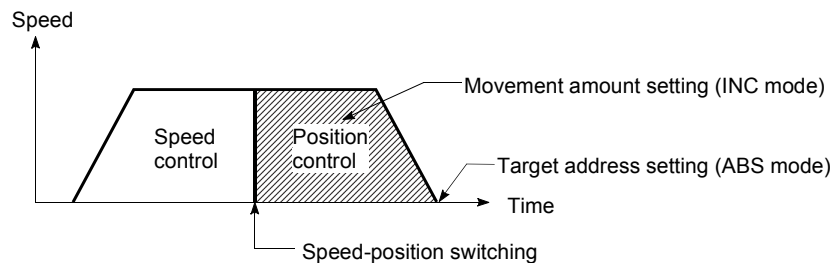 Speed
Movement amount setting (INC mode)
Speed
control
Position
control
Target address setting (ABS mode)
Time
Speed-position switching